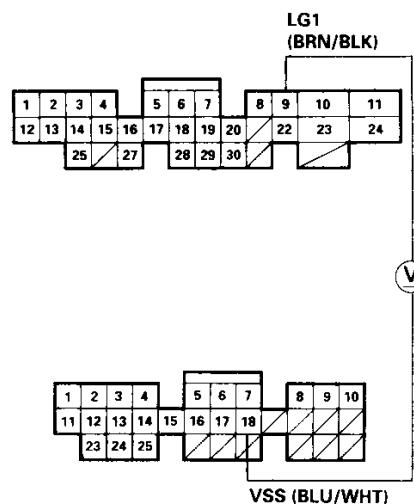 LG1
(BRN/BLK)
1 2 3 4 5 6 7 8 9 10 11
12 13 14 15 16 17 18 19 20 22 23 24
25 27 28 29 30
V
1 2 3 4 5 6 7 8 9 10
11 12 13 14 15 16 17 18
23 24 25
VSS (BLU/WHT)